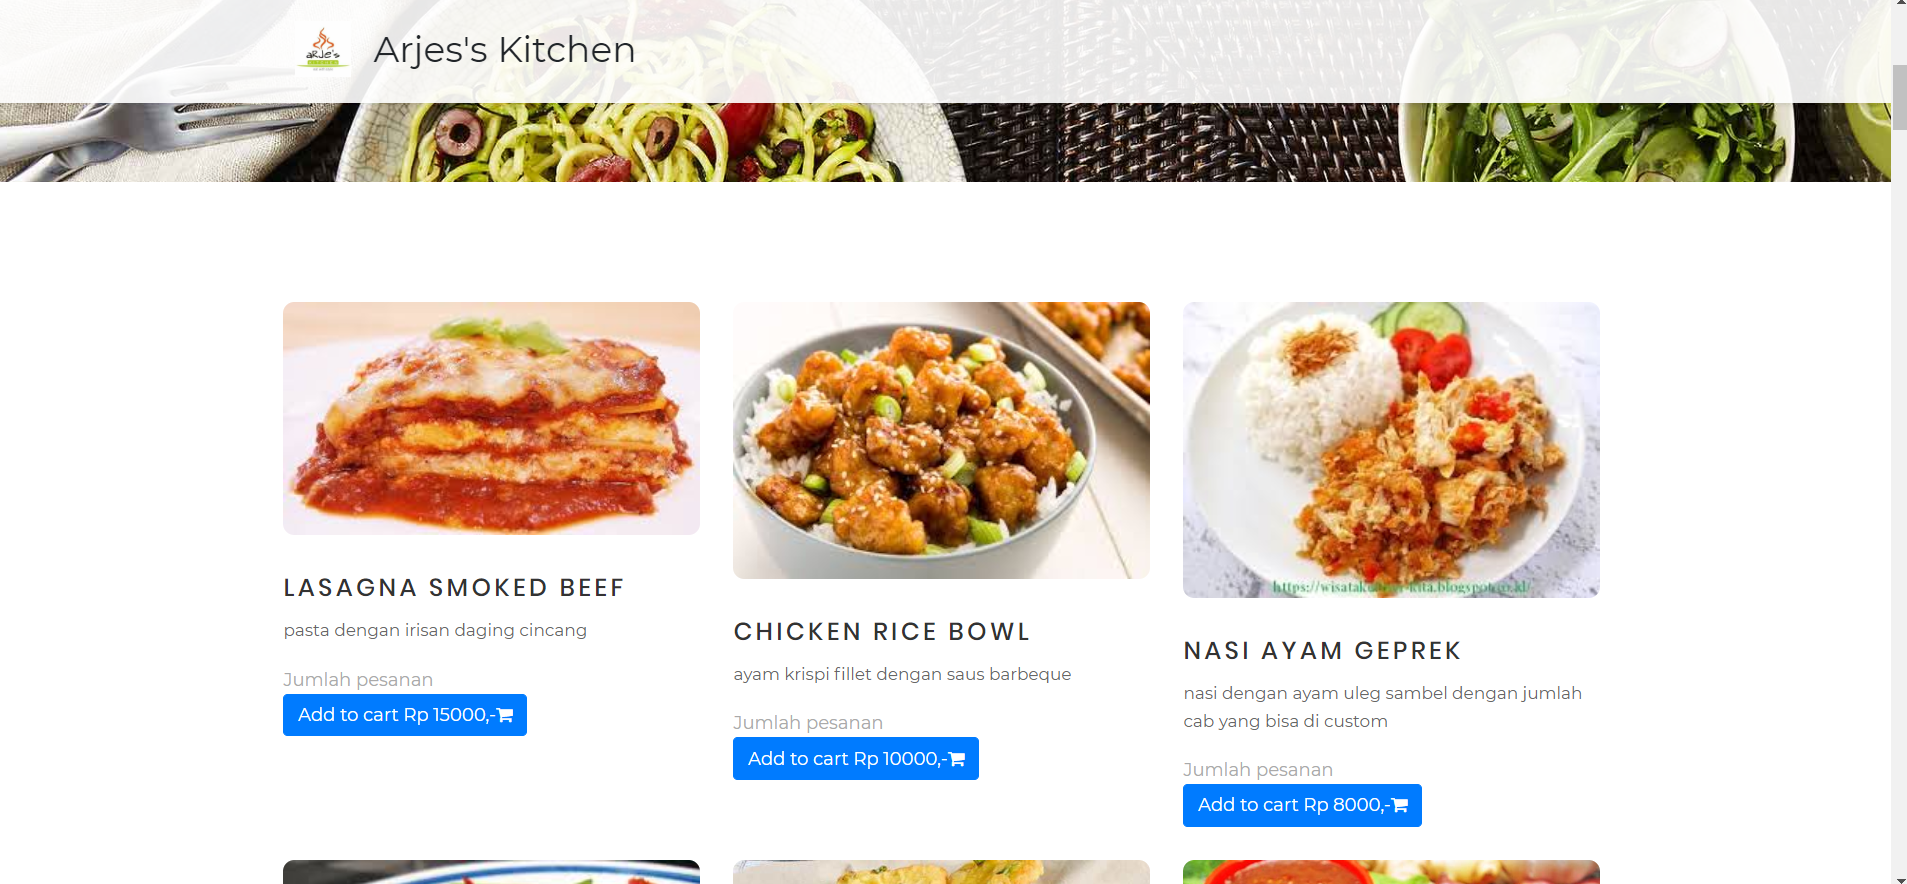 arje's
KITCHEN
Arjes's Kitchen
https://wisatakuliner-kita.blogspot.co.id/
LASAGNA SMOKED BEEF
pasta dengan irisan daging cincang
Jumlah pesanan
Add to cart Rp 15000,-
CHICKEN RICE BOWL
ayam krispi fillet dengan saus barbeque
Jumlah pesanan
Add to cart Rp 10000,-
NASI AYAM GEPREK
nasi dengan ayam uleg sambel dengan jumlah
cab yang bisa di custom
Jumlah pesanan
Add to cart Rp 8000,-